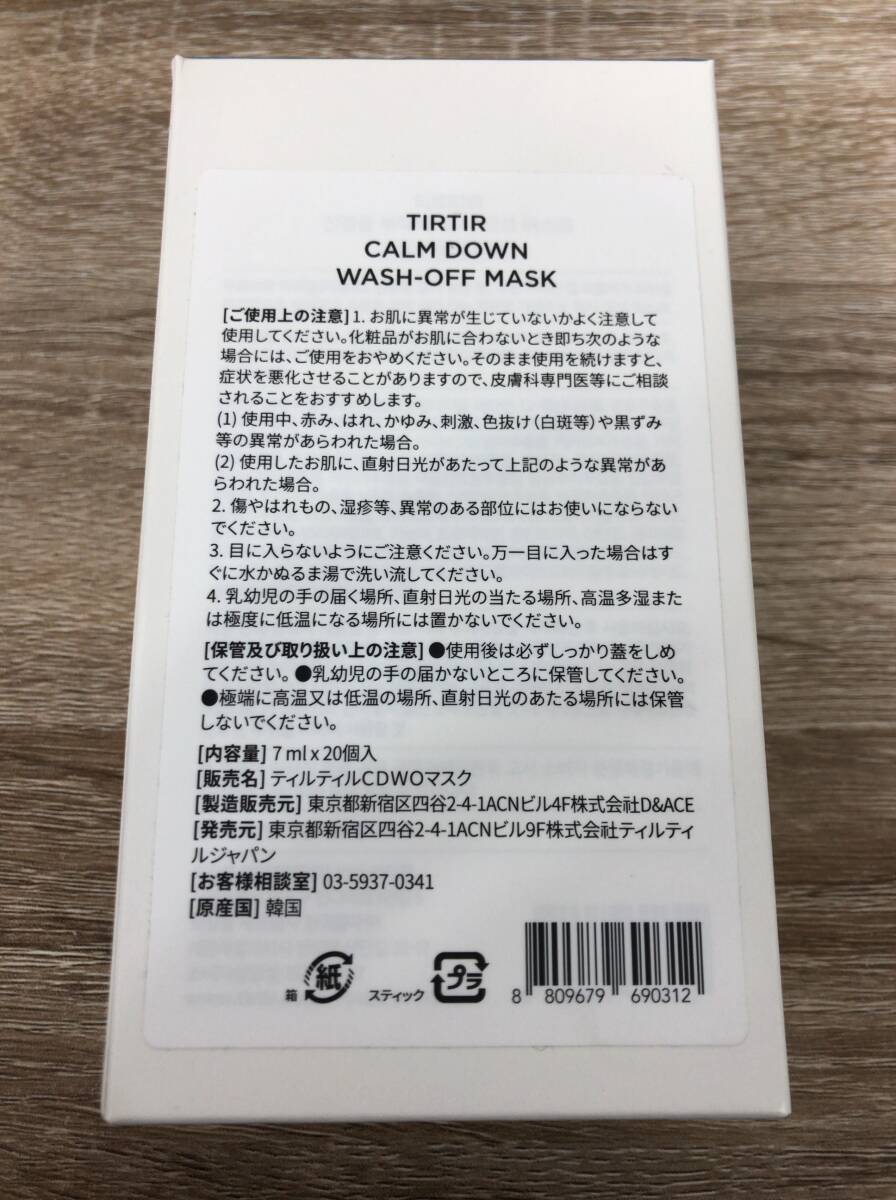 TIRTIR
CALM DOWN
WASH-OFF MASK
[ご使用上の注意] 1. お肌に異常が生じていないかよく注意して
使用してください。化粧品がお肌に合わないとき即ち次のような
場合には、ご使用をおやめください。そのまま使用を続けますと、
症状を悪化させることがありますので、皮膚科専門医等にご相談
されることをおすすめします。
(1) 使用中、赤み、はれ、かゆみ、刺激、色抜け(白斑等)や黒ずみ
等の異常があらわれた場合。
(2) 使用したお肌に、直射日光があたって上記のような異常があ
らわれた場合。
2. 傷やはれもの、湿疹等、異常のある部位にはお使いにならない
でください。
3. 目に入らないようにご注意ください。万一目に入った場合はす
ぐに水かぬるま湯で洗い流してください。
4. 乳幼児の手の届く場所、直射日光の当たる場所、高温多湿また
は極度に低温になる場所には置かないでください。
[保管及び取り扱い上の注意] ●使用後は必ずしっかり蓋をしめ
てください。●乳幼児の手の届かないところに保管してください。
●極端に高温又は低温の場所、直射日光のあたる場所には保管
しないでください。
[内容量] 7 ml x 20個入
[販売名] ティルティルCDWOマスク
[製造販売元] 東京都新宿区四谷2-4-1ACNビル4F株式会社D&ACE
[発売元] 東京都新宿区四谷2-4-1ACNビル9F株式会社ティルティ
ルジャパン
[お客様相談室] 03-5937-0341
[原産国] 韓国
箱 紙 スティック プラ
8 809679 690312